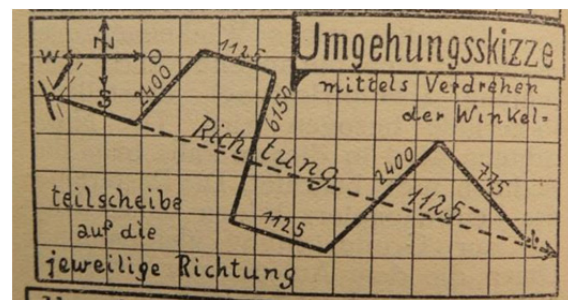 Umgehungsskizze
mittels Verdrehen
der Winkel=
W
O
N
S
2400
1125
6150
Richtung
2400
775
1125
1125
teilscheibe
auf die
jeweilige Richtung